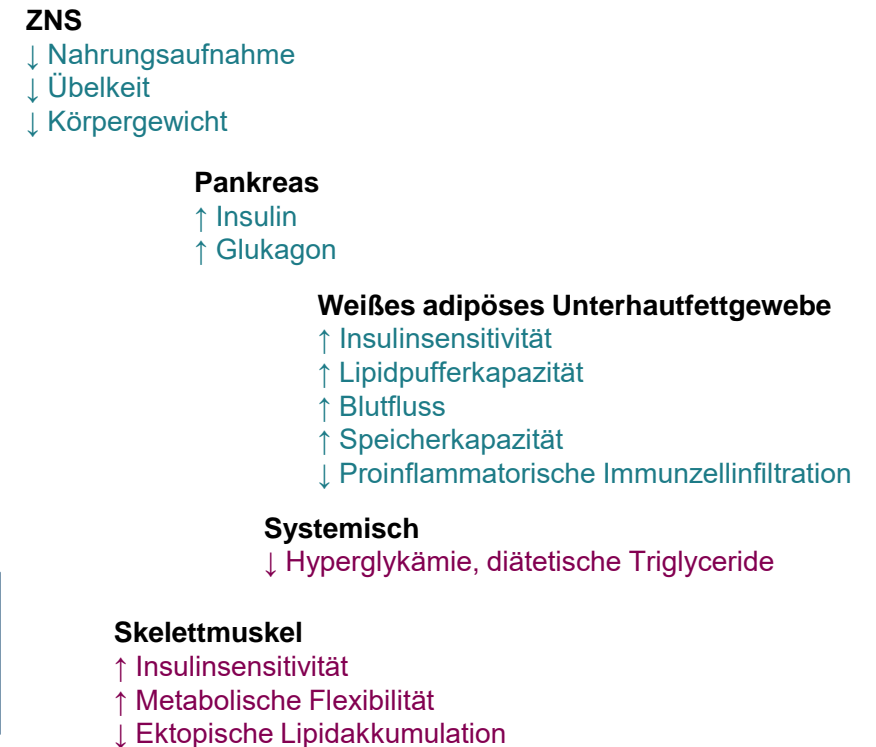 ZNS
↓ Nahrungsaufnahme
↓ Übelkeit
↓ Körpergewicht
Pankreas
↑ Insulin
↑ Glukagon
Weißes adipöses Unterhautfettgewebe
↑ Insulinsensitivität
↑ Lipidpufferkapazität
↑ Blutfluss
↑ Speicherkapazität
↓ Proinflammatorische Immunzellinfiltration
Systemisch
↓ Hyperglykämie, diätetische Triglyceride
Skelettmuskel
↑ Insulinsensitivität
↑ Metabolische Flexibilität
↓ Ektopische Lipidakkumulation